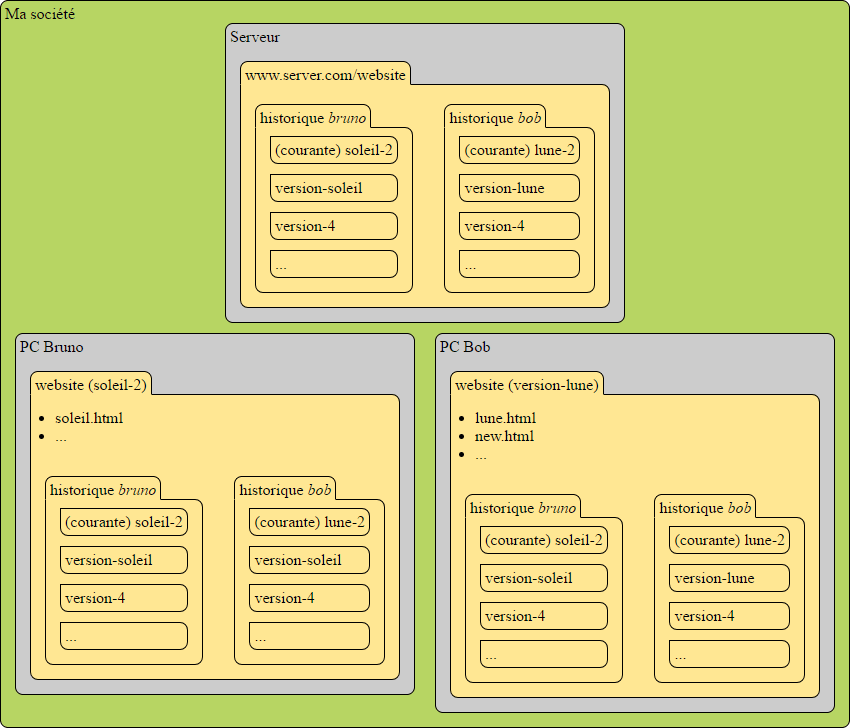 Ma société
Serveur
www.server.com/website
historique bruno
(courante) soleil-2
version-soleil
version-4
...
historique bob
(courante) lune-2
version-lune
version-4
...
PC Bruno
website (soleil-2)
• soleil.html
• ...
historique bruno
(courante) soleil-2
version-soleil
version-4
...
historique bob
(courante) lune-2
version-soleil
version-4
...
PC Bob
website (version-lune)
• lune.html
• new.html
• ...
historique bruno
(courante) soleil-2
version-soleil
version-4
...
historique bob
(courante) lune-2
version-lune
version-4
...